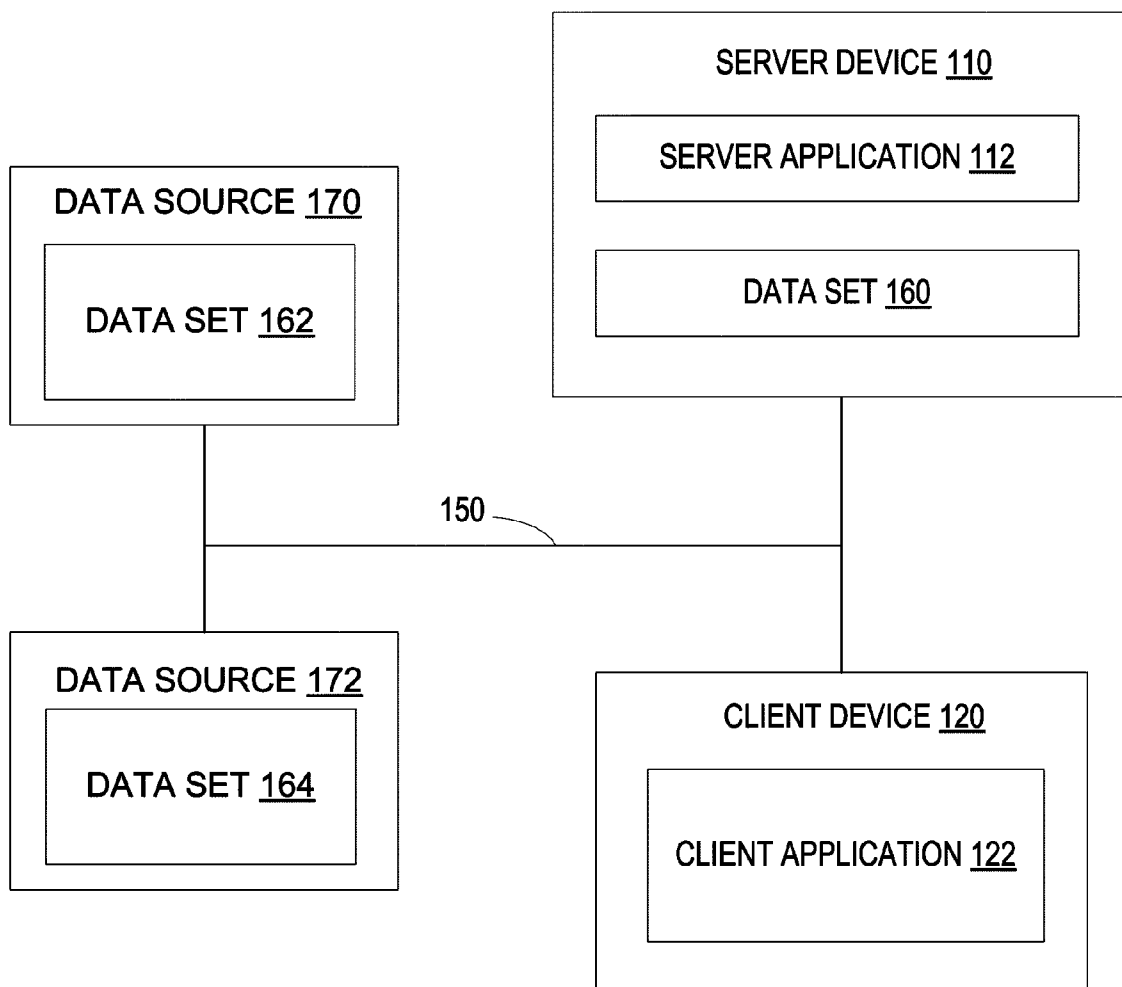 SERVER DEVICE 110
SERVER APPLICATION 112
DATA SET 160
DATA SOURCE 170
DATA SET 162
150
DATA SOURCE 172
DATA SET 164
CLIENT DEVICE 120
CLIENT APPLICATION 122